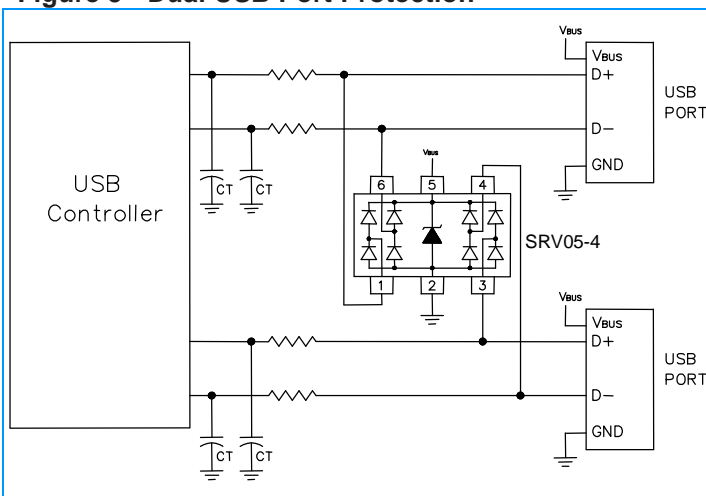 Figure 3 - Dual USB Port Protection
VBUS
VBUS
D+
D-
GND
USB
PORT
CT
CT
USB
Controller
VBUS
6
5
4
1
2
3
SRV05-4
VBUS
VBUS
D+
D-
GND
USB
PORT
CT
CT